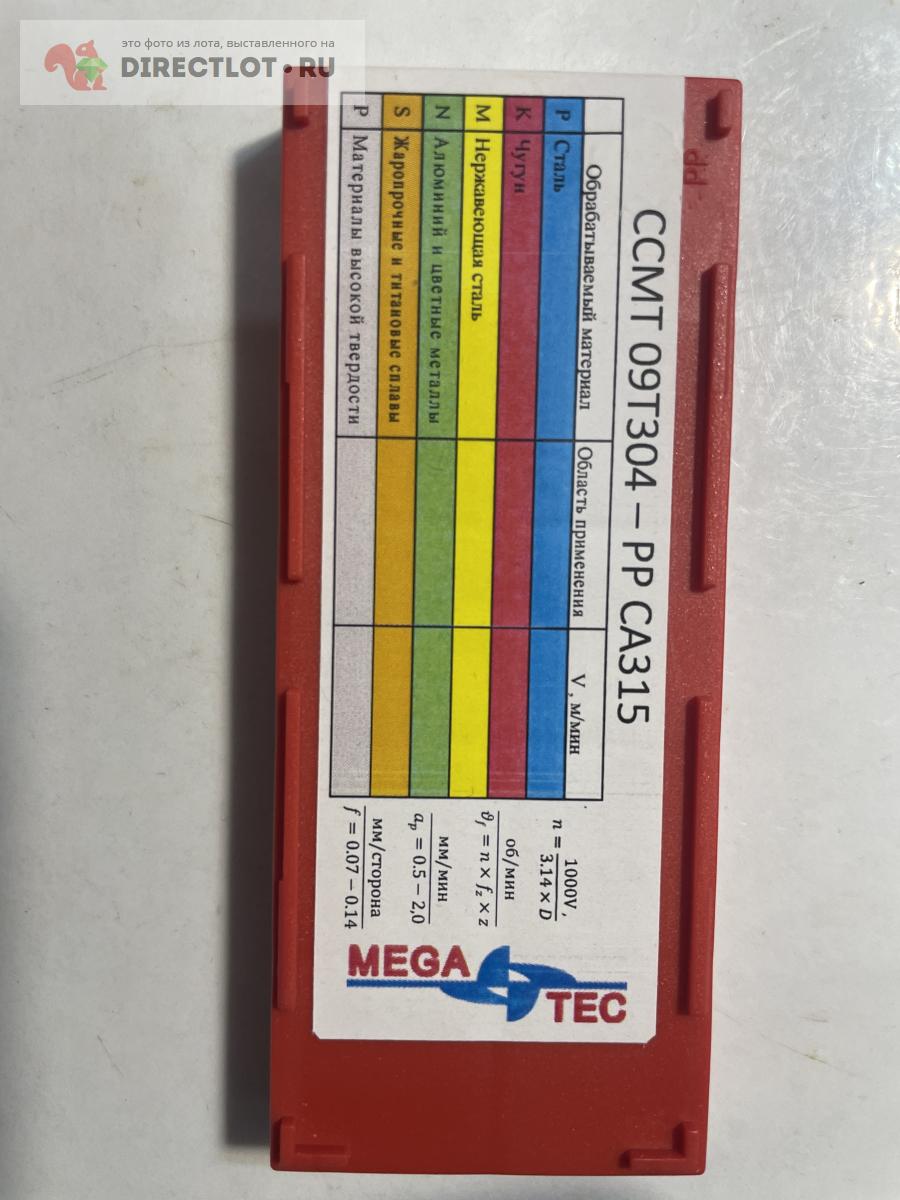 это фото из лота, выставленного на
DIRECTLOT.RU
PP
CCMT 09T304 – PP CA315
Обрабатываемый материал Область применения V, м/мин
P Сталь
K Чугун
M Нержавеющая сталь
N Алюминий и цветные металлы
S Жаропрочные и титановые сплавы
P Материалы высокой твердости
n = 1000V, / 3.14 × D
об/мин
ϑf = n × fz × z
мм/мин
ap = 0.5 – 2,0
мм/сторона
f = 0.07 – 0.14
MEGA
TEC